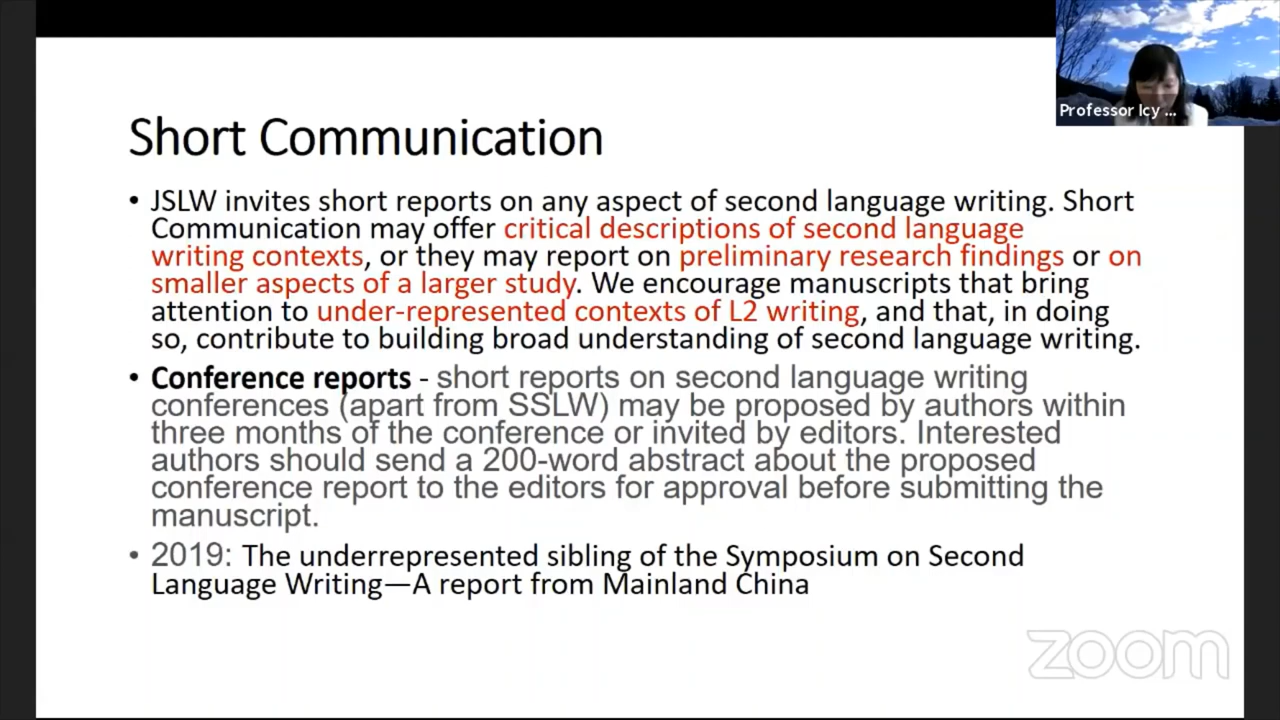 Professor Icy ...
Short Communication
• JSLW invites short reports on any aspect of second language writing. Short
Communication may offer critical descriptions of second language
writing contexts, or they may report on preliminary research findings or on
smaller aspects of a larger study. We encourage manuscripts that bring
attention to under-represented contexts of L2 writing, and that, in doing
so, contribute to building broad understanding of second language writing.
• Conference reports - short reports on second language writing
conferences (apart from SSLW) may be proposed by authors within
three months of the conference or invited by editors. Interested
authors should send a 200-word abstract about the proposed
conference report to the editors for approval before submitting the
manuscript.
• 2019: The underrepresented sibling of the Symposium on Second
Language Writing—A report from Mainland China
zoom